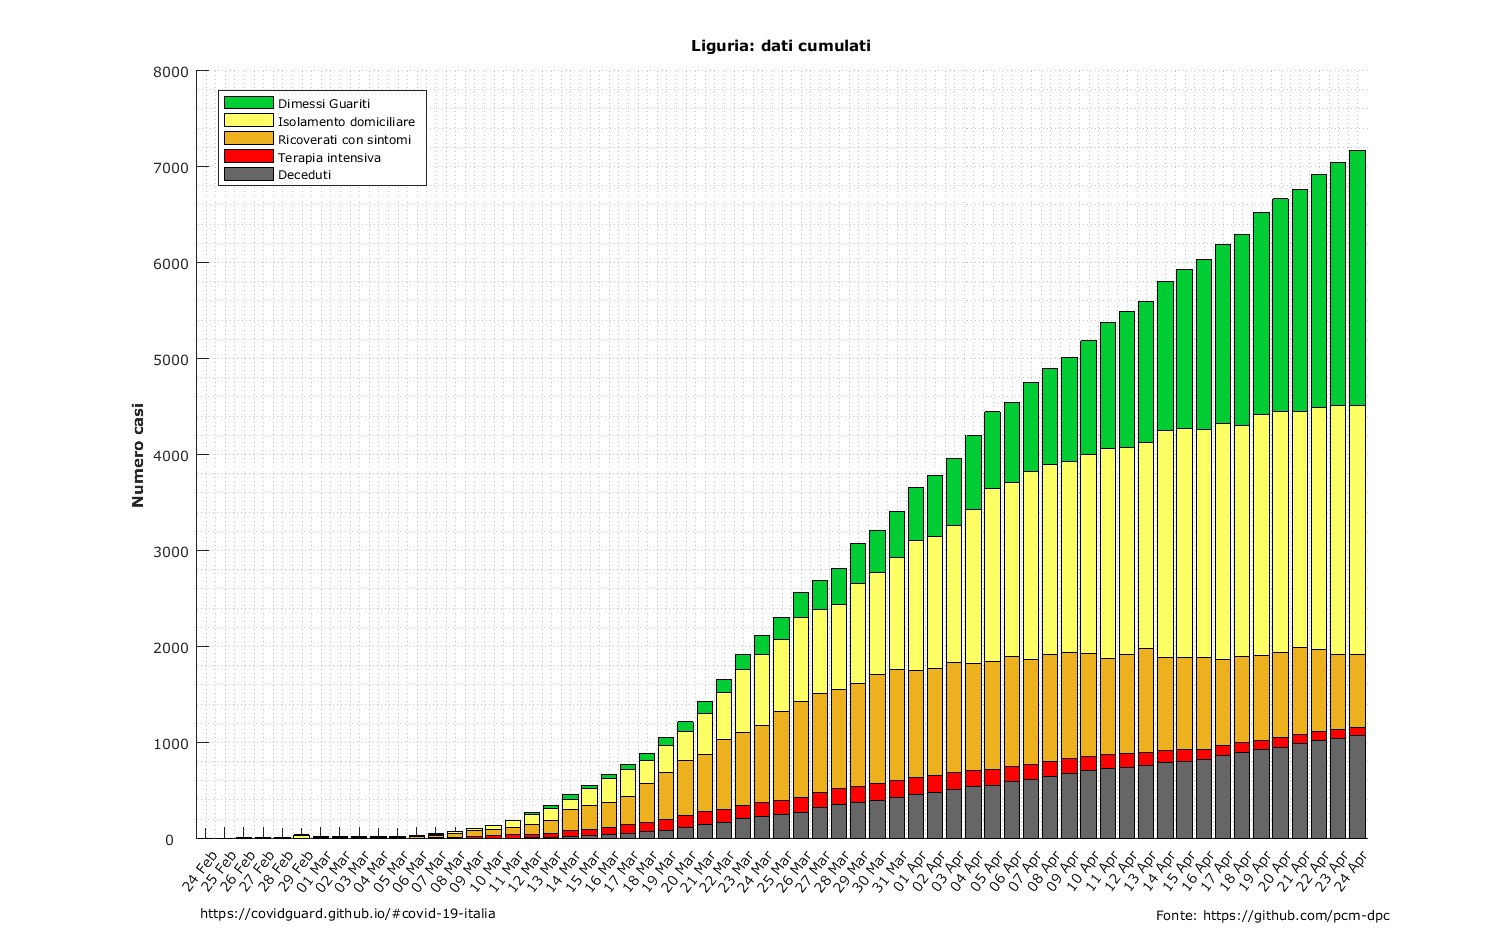 Liguria: dati cumulati
Numero casi
8000
7000
6000
5000
4000
3000
2000
1000
0
Dimessi Guariti
Isolamento domiciliare
Ricoverati con sintomi
Terapia intensiva
Deceduti
24 Feb
25 Feb
26 Feb
27 Feb
28 Feb
29 Feb
01 Mar
02 Mar
03 Mar
04 Mar
05 Mar
06 Mar
07 Mar
08 Mar
09 Mar
10 Mar
11 Mar
12 Mar
13 Mar
14 Mar
15 Mar
16 Mar
17 Mar
18 Mar
19 Mar
20 Mar
21 Mar
22 Mar
23 Mar
24 Mar
25 Mar
26 Mar
27 Mar
28 Mar
29 Mar
30 Mar
31 Mar
01 Apr
02 Apr
03 Apr
04 Apr
05 Apr
06 Apr
07 Apr
08 Apr
09 Apr
10 Apr
11 Apr
12 Apr
13 Apr
14 Apr
15 Apr
16 Apr
17 Apr
18 Apr
19 Apr
20 Apr
21 Apr
22 Apr
23 Apr
24 Apr
https://covidguard.github.io/#covid-19-italia
Fonte: https://github.com/pcm-dpc